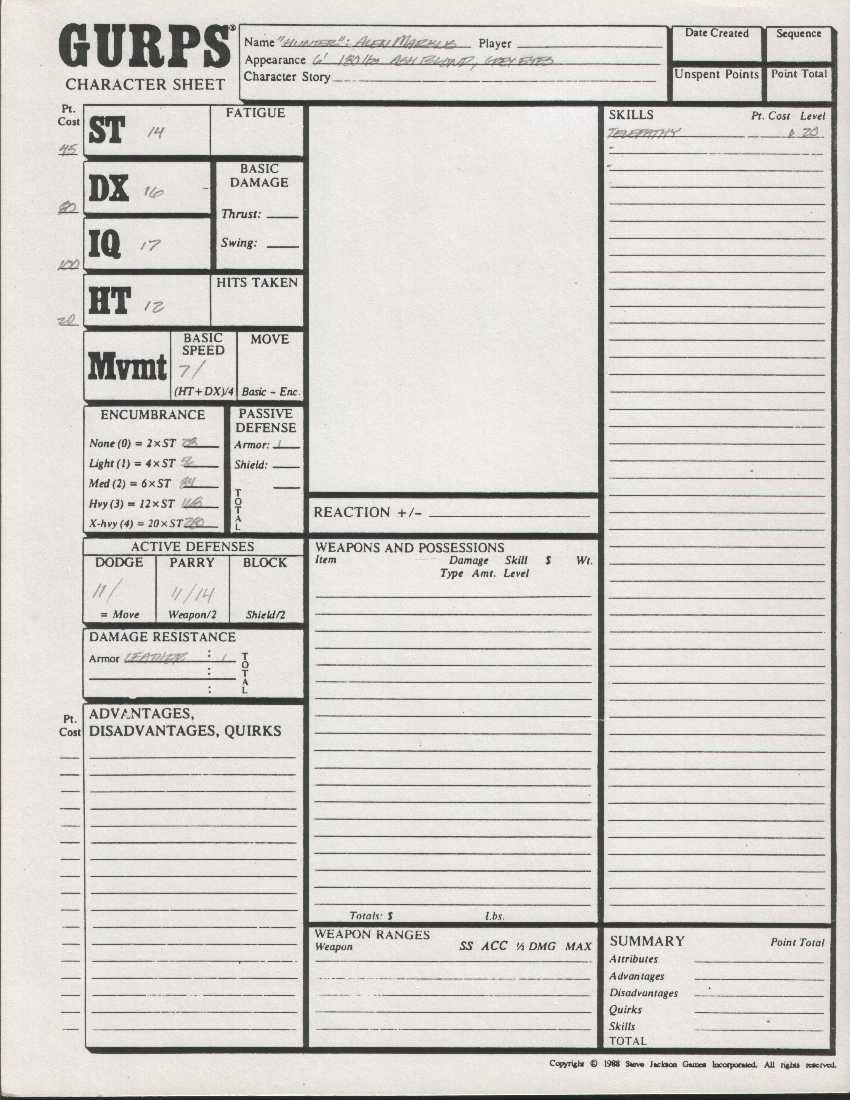 GURPS®
CHARACTER SHEET
Name "HUNTER": ALEN MARKUS Player
Appearance 6' 180 lbs ASH BLOND, GREY EYES
Character Story
Date Created
Sequence
Unspent Points
Point Total
Pt. Cost
45 ST 14
FATIGUE
80 DX 16
BASIC DAMAGE
Thrust:
Swing:
100 IQ 17
20 HT 12
HITS TAKEN
Mvmt
BASIC SPEED
7/
(HT+DX)/4
MOVE
Basic – Enc.
ENCUMBRANCE
None (0) = 2×ST 28
Light (1) = 4×ST 56
Med (2) = 6×ST 84
Hvy (3) = 12×ST 168
X-hvy (4) = 20×ST 280
PASSIVE DEFENSE
Armor: 1
Shield:
TOTAL
ACTIVE DEFENSES
DODGE PARRY BLOCK
11/ 11/14
= Move Weapon/2 Shield/2
DAMAGE RESISTANCE
Armor LEATHER : 1
:
:
TOTAL
Pt. Cost
ADVANTAGES,
DISADVANTAGES, QUIRKS
REACTION +/-
WEAPONS AND POSSESSIONS
Item Damage Skill $ Wt.
Type Amt. Level
Totals: $ Lbs.
WEAPON RANGES
Weapon SS ACC ½ DMG MAX
SKILLS Pt. Cost Level
TELEPATHY 20
SUMMARY Point Total
Attributes
Advantages
Disadvantages
Quirks
Skills
TOTAL
Copyright © 1988 Steve Jackson Games Incorporated. All rights reserved.